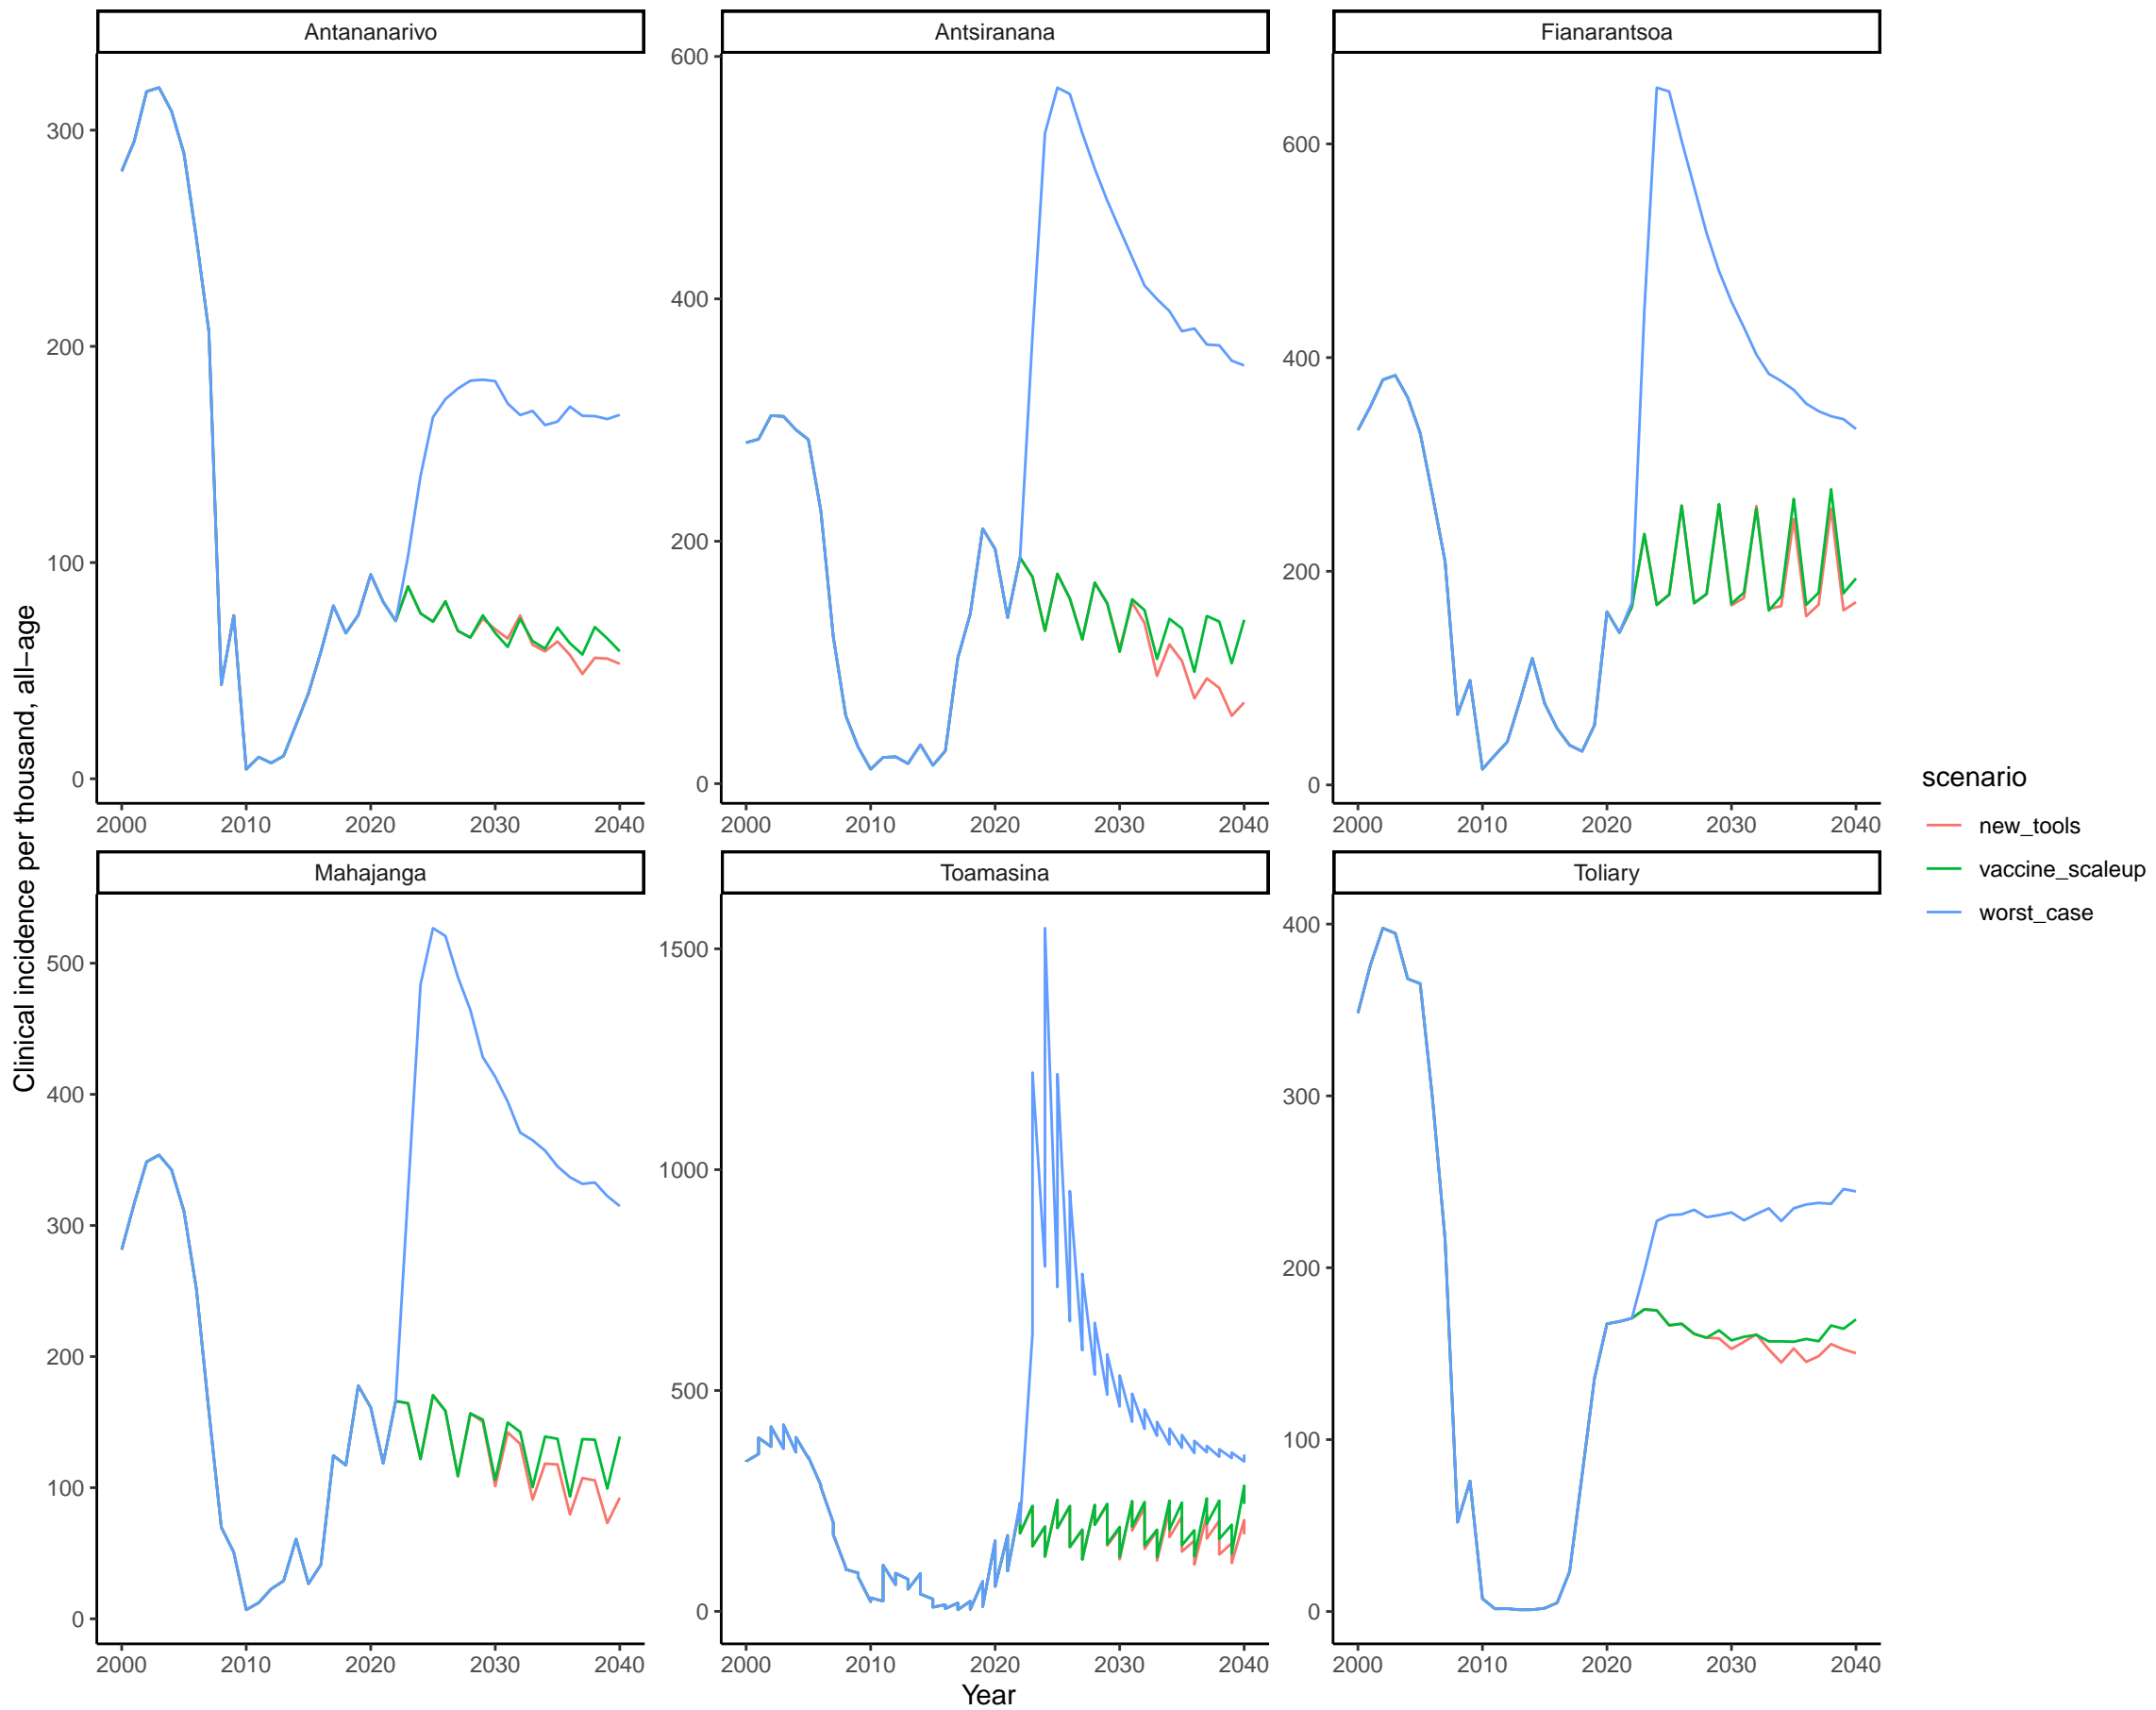 Antananarivo
Antsiranana
Fianarantsoa
300
200
100
0
600
400
200
0
600
400
200
0
2000 2010 2020 2030 2040
2000 2010 2020 2030 2040
2000 2010 2020 2030 2040
Clinical incidence per thousand, all−age
Mahajanga
Toamasina
Toliary
500
400
300
200
100
0
1500
1000
500
0
400
300
200
100
0
2000 2010 2020 2030 2040
2000 2010 2020 2030 2040
2000 2010 2020 2030 2040
Year
scenario
new_tools
vaccine_scaleup
worst_case